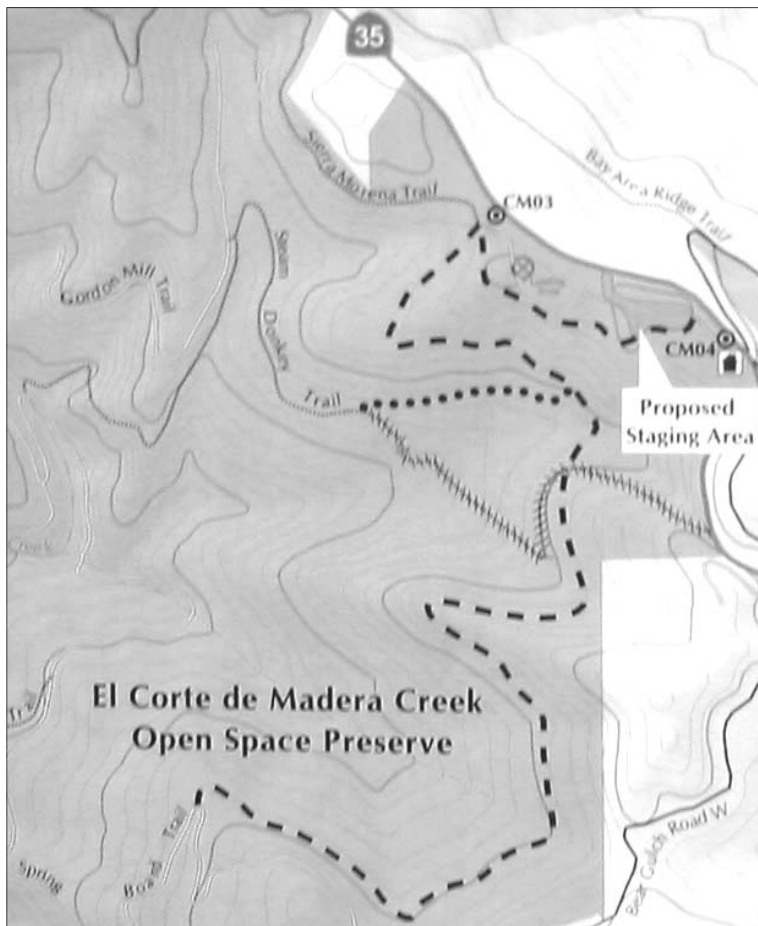 35
Sierra Morena Trail
Bay Area Ridge Trail
CM03
Steam
Donkey
Trail
Gordon Mill Trail
CM04
Proposed
Staging Area
Creek
Trail
El Corte de Madera Creek
Open Space Preserve
Board Trail
Spring
Bear Gulch Road W